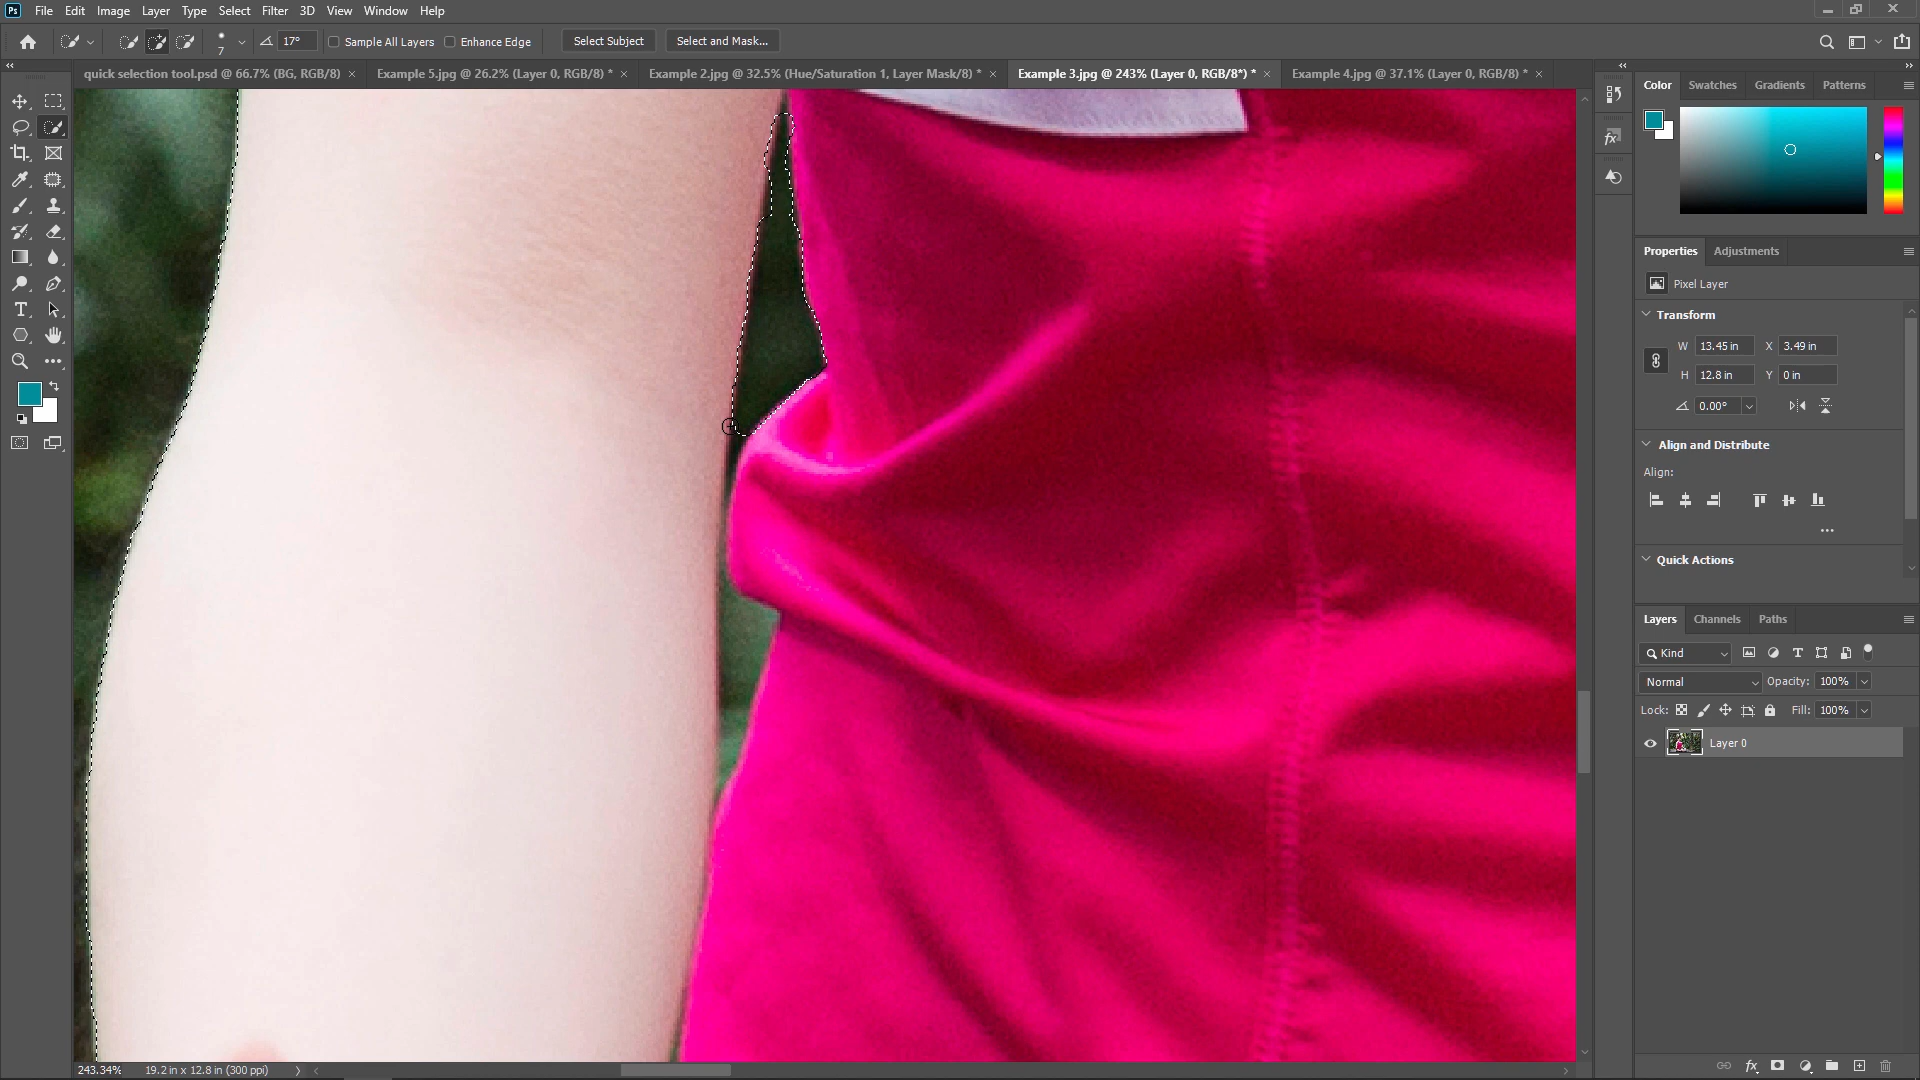 Ps File Edit Image Layer Type Select Filter 3D View Window Help
7 17° Sample All Layers Enhance Edge Select Subject Select and Mask...
quick selection tool.psd @ 66.7% (BG, RGB/8) × Example 5.jpg @ 26.2% (Layer 0, RGB/8) * × Example 2.jpg @ 32.5% (Hue/Saturation 1, Layer Mask/8) * × Example 3.jpg @ 243% (Layer 0, RGB/8*) * × Example 4.jpg @ 37.1% (Layer 0, RGB/8) * ×
Color Swatches Gradients Patterns
fx
Properties Adjustments
Pixel Layer
Transform
W 13.45 in X 3.49 in
H 12.8 in Y 0 in
0.00°
Align and Distribute
Align:
Quick Actions
Layers Channels Paths
Kind
Normal Opacity: 100%
Lock: Fill: 100%
Layer 0
243.34% 19.2 in x 12.8 in (300 ppi)
fx